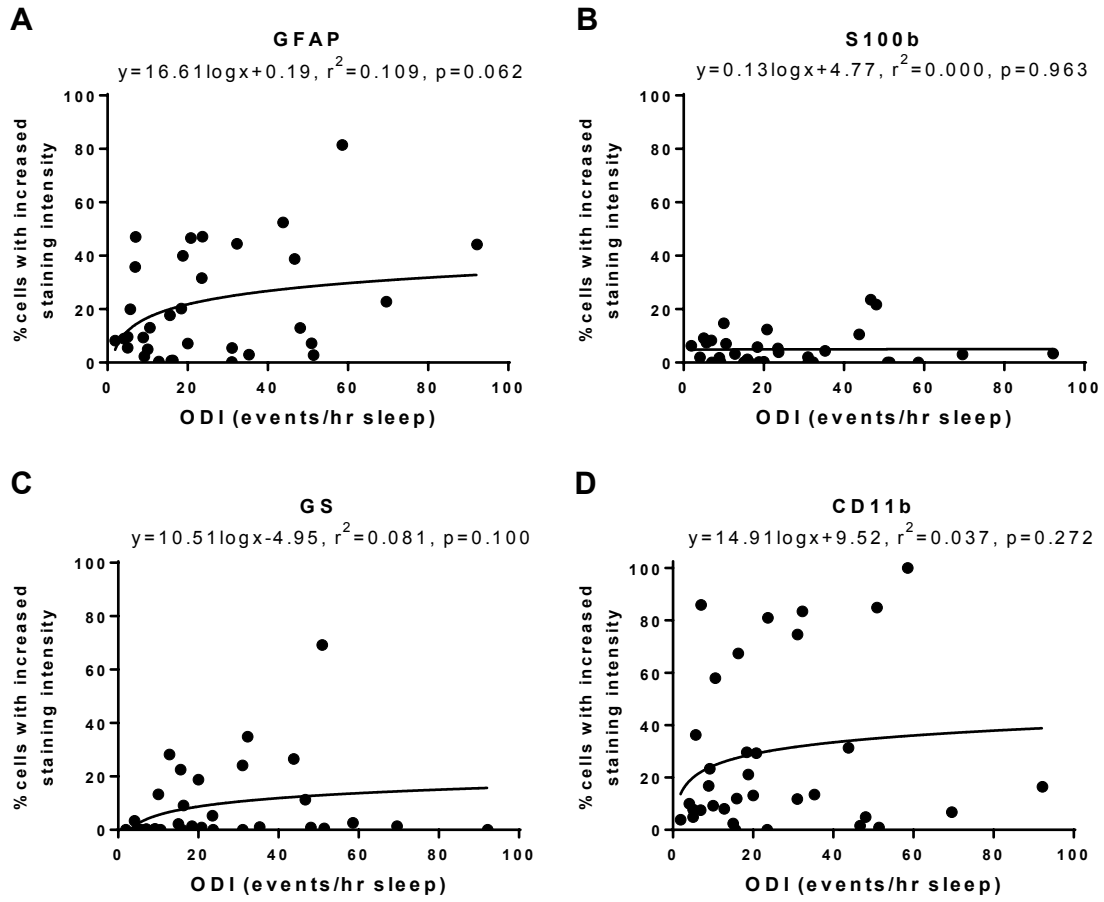 A
GFAP
y=16.61logx+0.19, r²=0.109, p=0.062
% cells with increased
staining intensity
100
80
60
40
20
0
0 20 40 60 80 100
ODI (events/hr sleep)
B
S100b
y=0.13logx+4.77, r²=0.000, p=0.963
% cells with increased
staining intensity
100
80
60
40
20
0
0 20 40 60 80 100
ODI (events/hr sleep)
C
GS
y=10.51logx-4.95, r²=0.081, p=0.100
% cells with increased
staining intensity
100
80
60
40
20
0
0 20 40 60 80 100
ODI (events/hr sleep)
D
CD11b
y=14.91logx+9.52, r²=0.037, p=0.272
% cells with increased
staining intensity
100
80
60
40
20
0
0 20 40 60 80 100
ODI (events/hr sleep)